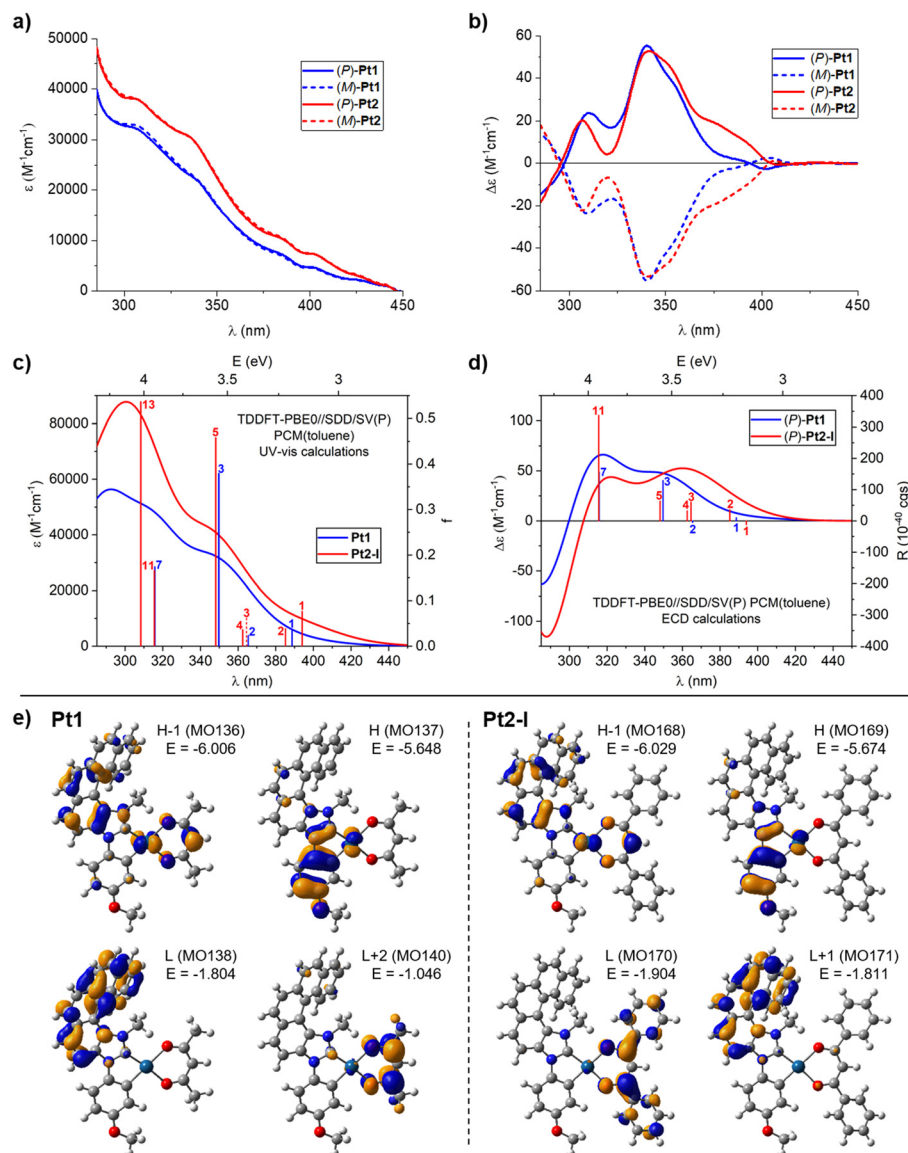 a)
50000
40000
30000
20000
10000
0
ε (M⁻¹cm⁻¹)
300
350
400
450
λ (nm)
(P)-Pt1
(M)-Pt1
(P)-Pt2
(M)-Pt2
b)
60
40
20
0
-20
-40
-60
Δε (M⁻¹cm⁻¹)
300
350
400
450
λ (nm)
(P)-Pt1
(M)-Pt1
(P)-Pt2
(M)-Pt2
c)
E (eV)
4
3.5
3
80000
70000
60000
50000
40000
30000
20000
10000
0
ε (M⁻¹cm⁻¹)
0.5
0.4
0.3
0.2
0.1
0.0
f
300
320
340
360
380
400
420
440
λ (nm)
TDDFT-PBE0//SDD/SV(P)
PCM(toluene)
UV-vis calculations
Pt1
Pt2-I
13
5
3
11
7
4
3
2
2
1
1
d)
E (eV)
4
3.5
3
100
50
0
-50
-100
Δε (M⁻¹cm⁻¹)
400
300
200
100
0
-100
-200
-300
-400
R (10⁻⁴⁰ cgs)
300
320
340
360
380
400
420
440
λ (nm)
(P)-Pt1
(P)-Pt2-I
11
7
5
3
4
3
2
2
1
1
TDDFT-PBE0//SDD/SV(P) PCM(toluene)
ECD calculations
e)
Pt1
H-1 (MO136)
E = -6.006
H (MO137)
E = -5.648
L (MO138)
E = -1.804
L+2 (MO140)
E = -1.046
Pt2-I
H-1 (MO168)
E = -6.029
H (MO169)
E = -5.674
L (MO170)
E = -1.904
L+1 (MO171)
E = -1.811